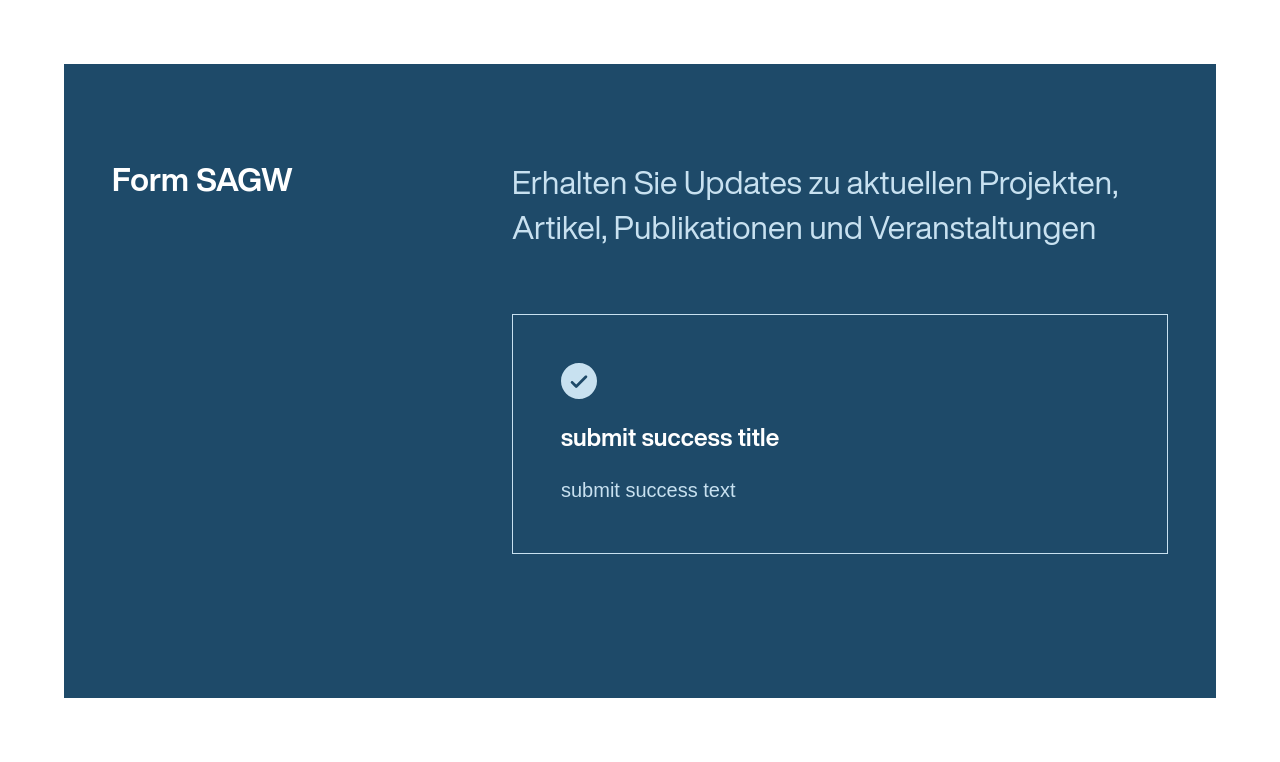 Form SAGW
Erhalten Sie Updates zu aktuellen Projekten,
Artikel, Publikationen und Veranstaltungen
submit success title
submit success text